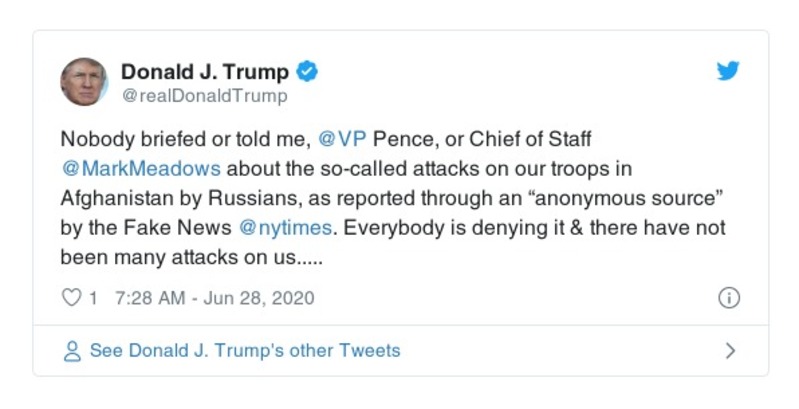 Donald J. Trump
@realDonaldTrump
Nobody briefed or told me, @VP Pence, or Chief of Staff
@MarkMeadows about the so-called attacks on our troops in
Afghanistan by Russians, as reported through an “anonymous source”
by the Fake News @nytimes. Everybody is denying it & there have not
been many attacks on us.....
1 7:28 AM - Jun 28, 2020
See Donald J. Trump's other Tweets